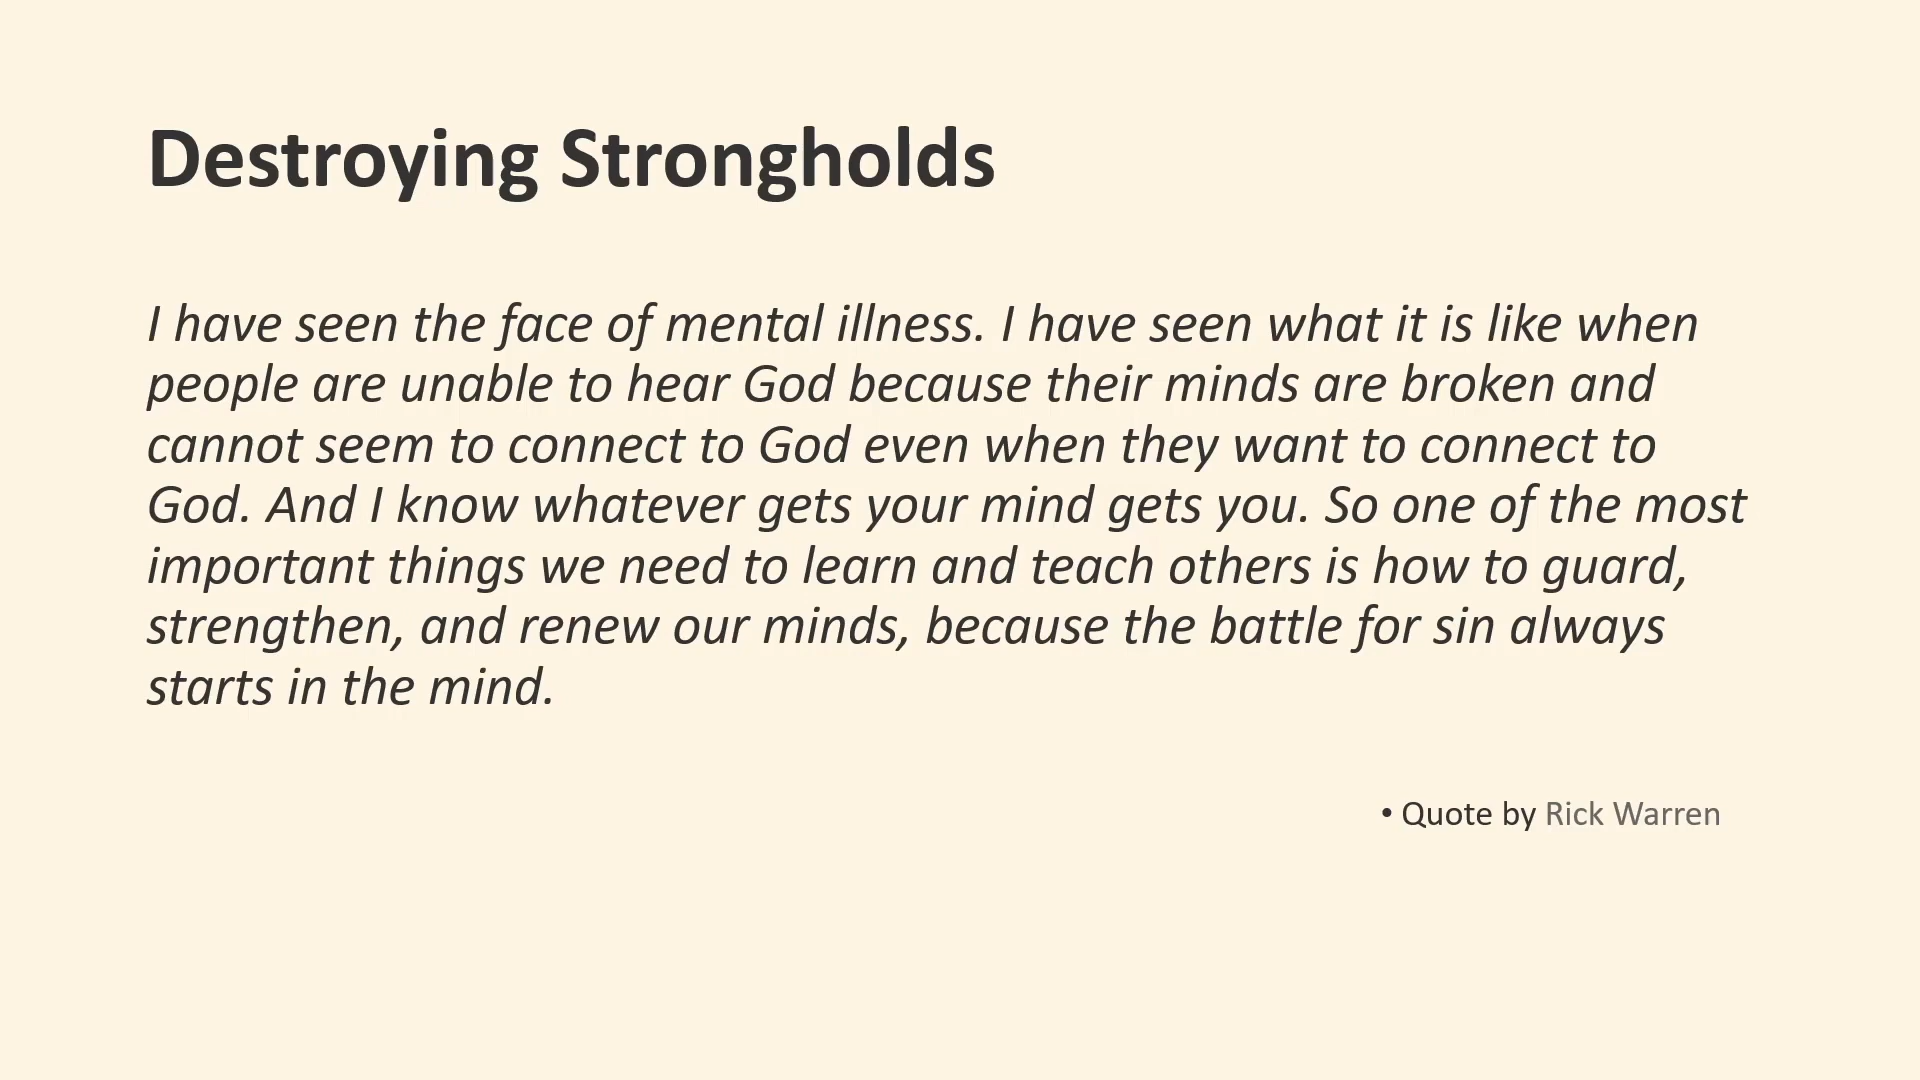 Destroying Strongholds
I have seen the face of mental illness. I have seen what it is like when
people are unable to hear God because their minds are broken and
cannot seem to connect to God even when they want to connect to
God. And I know whatever gets your mind gets you. So one of the most
important things we need to learn and teach others is how to guard,
strengthen, and renew our minds, because the battle for sin always
starts in the mind.
• Quote by Rick Warren